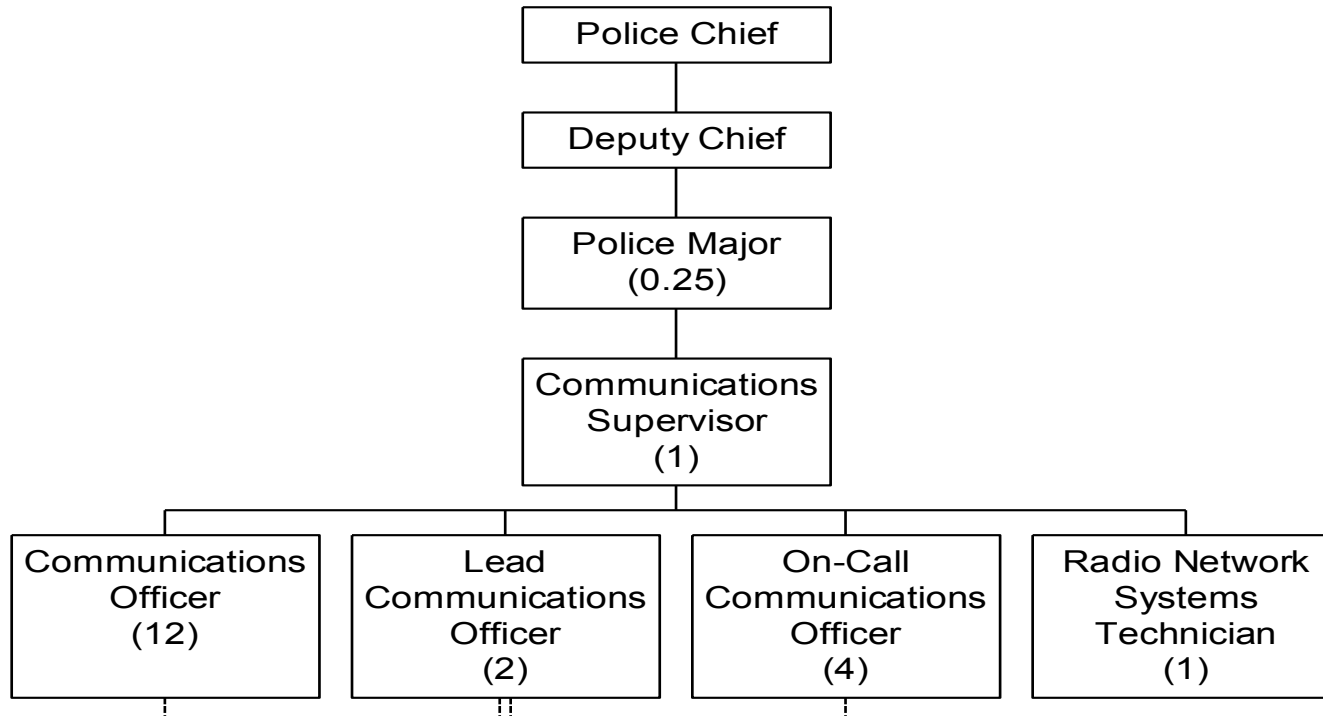 Police Chief
Deputy Chief
Police Major
(0.25)
Communications
Supervisor
(1)
Communications
Officer
(12)
Lead
Communications
Officer
(2)
On-Call
Communications
Officer
(4)
Radio Network
Systems
Technician
(1)